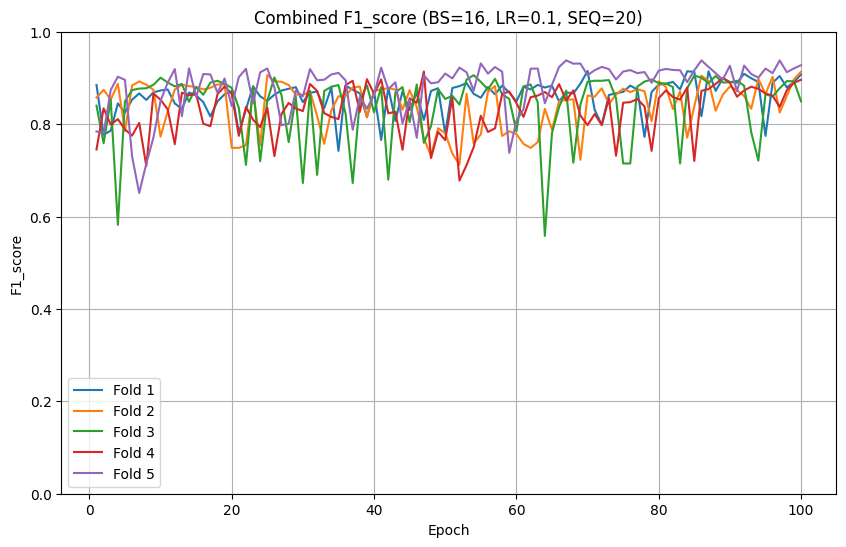 Combined F1_score (BS=16, LR=0.1, SEQ=20)
1.0
0.8
0.6
0.4
0.2
0.0
F1_score
Fold 1
Fold 2
Fold 3
Fold 4
Fold 5
0 20 40 60 80 100
Epoch